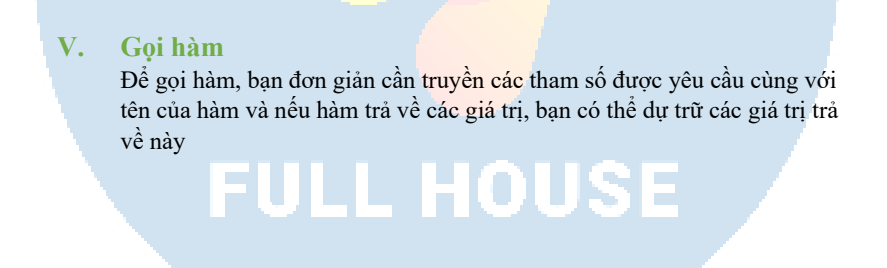 V. Gọi hàm
Để gọi hàm, bạn đơn giản cần truyền các tham số được yêu cầu cùng với
tên của hàm và nếu hàm trả về các giá trị, bạn có thể dự trữ các giá trị trả
về này
FULL HOUSE